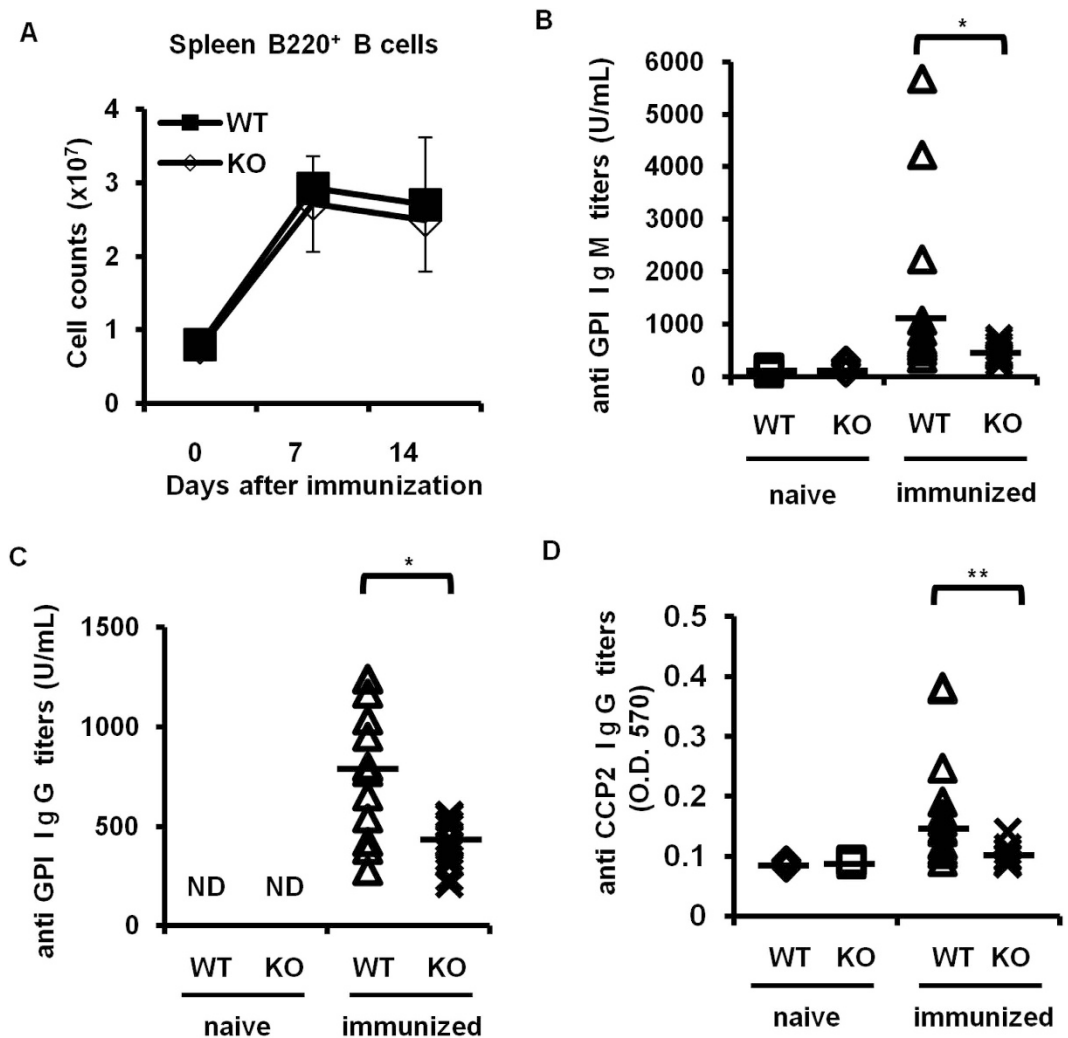 A
Spleen B220⁺ B cells
WT
KO
4
3
2
1
0
Cell counts (x10⁷)
0 7 14
Days after immunization
B
*
6000
5000
4000
3000
2000
1000
0
anti GPI IgM titers (U/mL)
WT KO WT KO
naive immunized
C
*
1500
1000
500
0
anti GPI IgG titers (U/mL)
ND ND
WT KO WT KO
naive immunized
D
**
0.5
0.4
0.3
0.2
0.1
0
anti CCP2 IgG titers
(O.D. 570)
WT KO WT KO
naive immunized